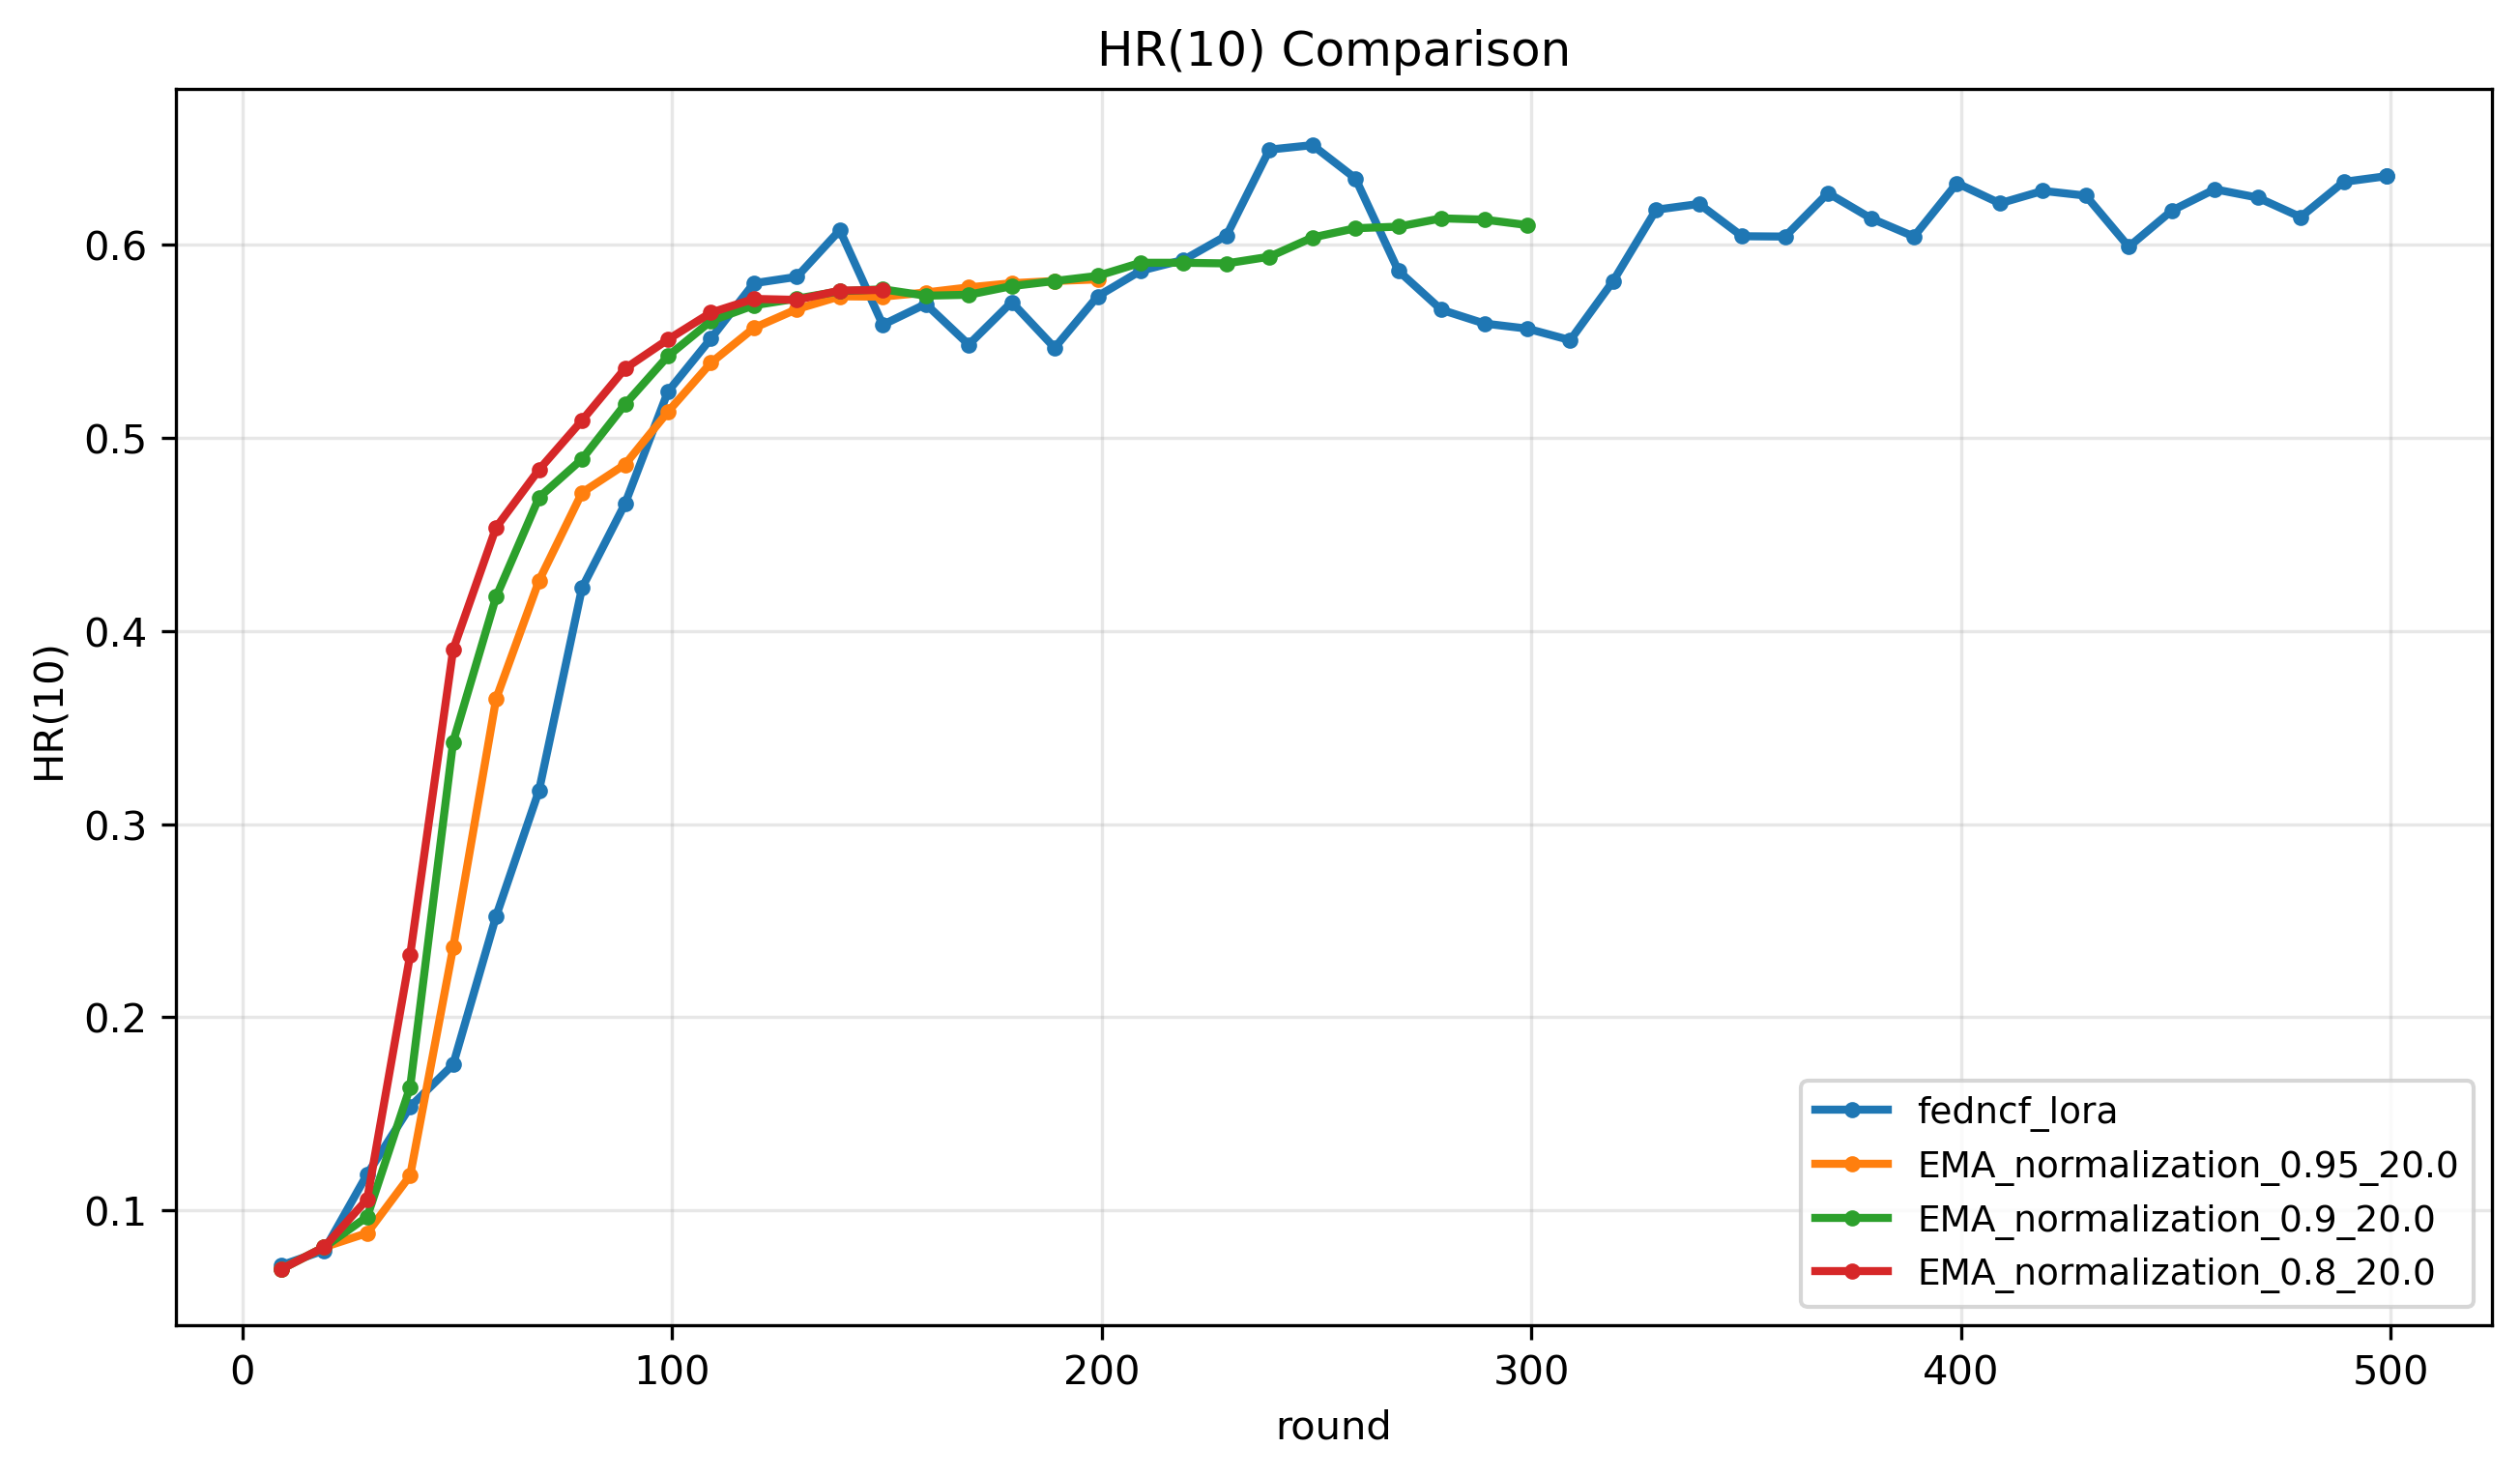 HR(10) Comparison
HR(10)
0.6
0.5
0.4
0.3
0.2
0.1
0 100 200 300 400 500
round
fedncf_lora
EMA_normalization_0.95_20.0
EMA_normalization_0.9_20.0
EMA_normalization_0.8_20.0